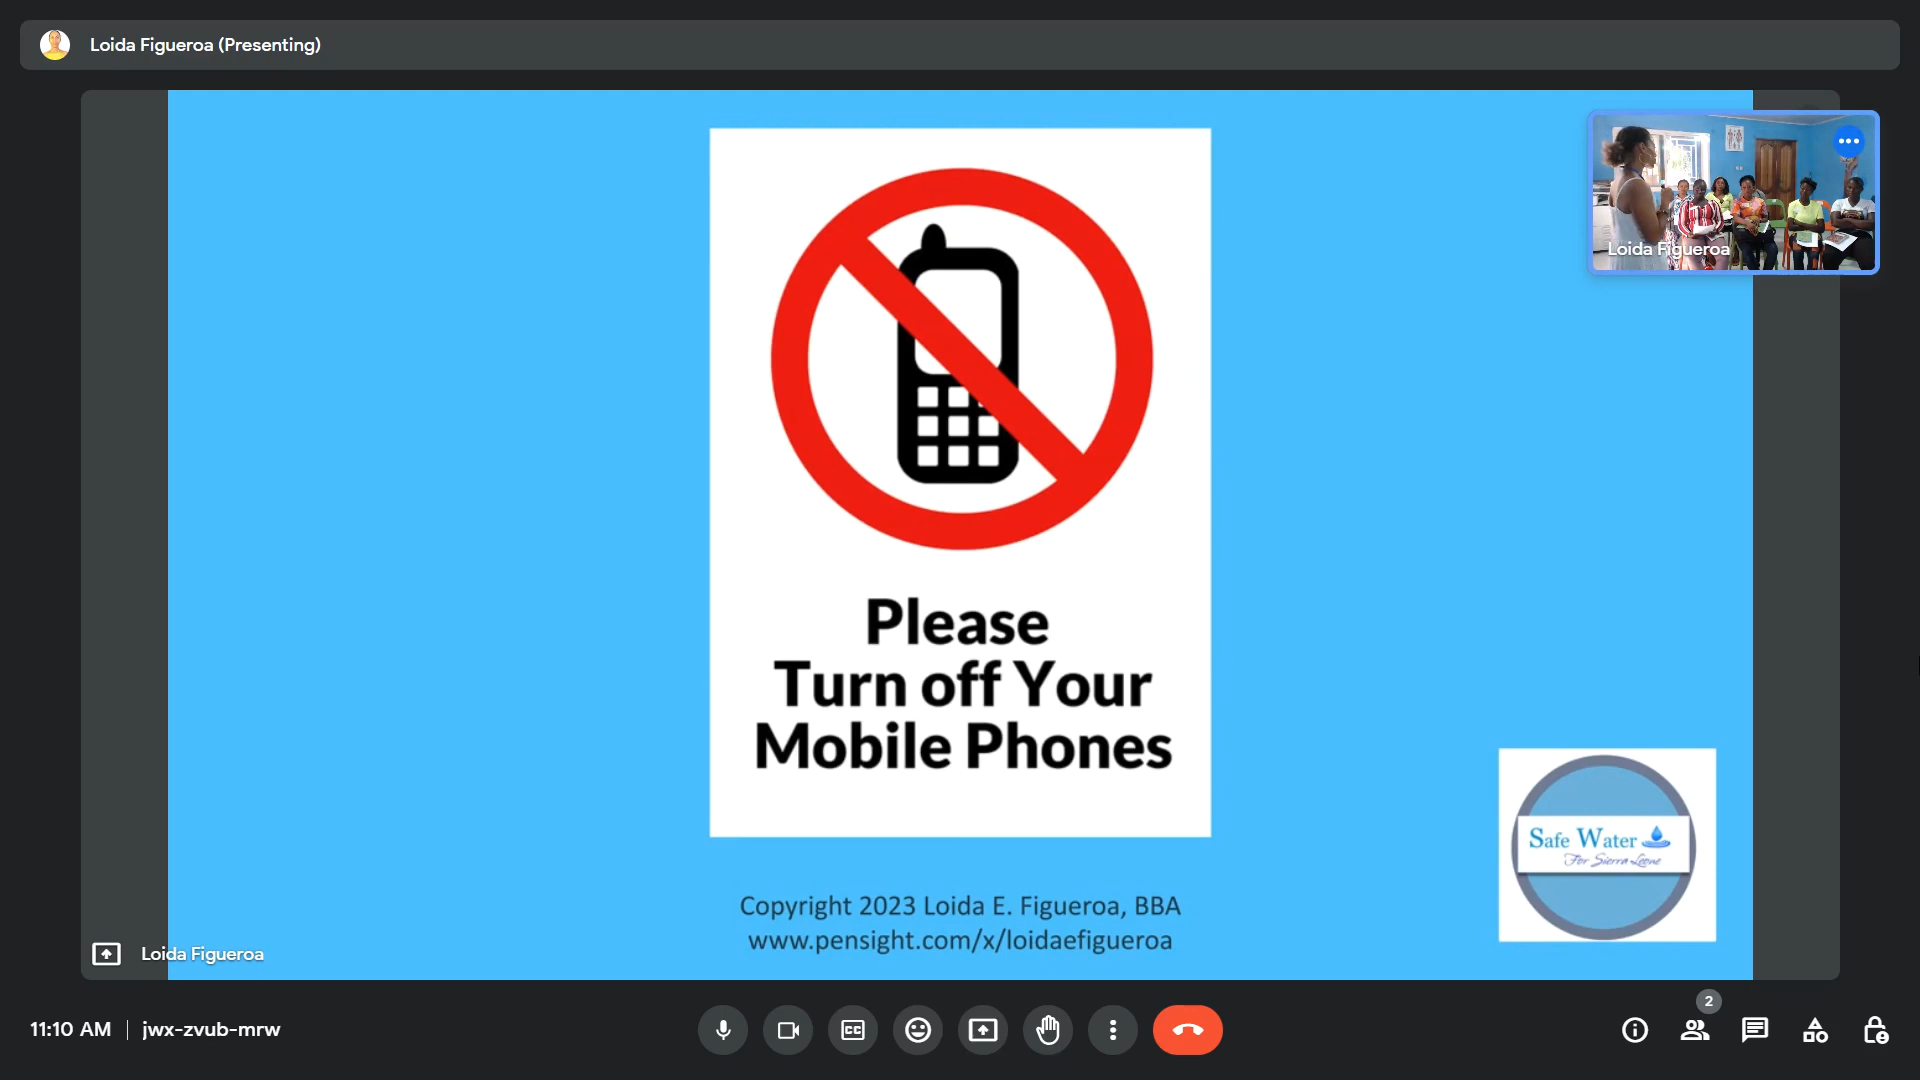 Loida Figueroa (Presenting)
Loida Figueroa
Please
Turn off Your
Mobile Phones
Safe Water
For Sierra Leone
Copyright 2023 Loida E. Figueroa, BBA
www.pensight.com/x/loidaefigueroa
Loida Figueroa
2
11:10 AM | jwx-zvub-mrw
CC